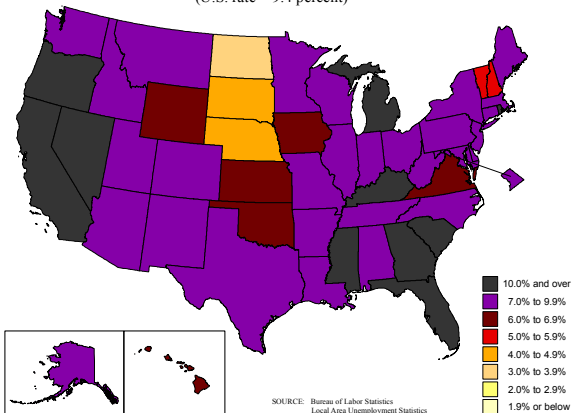 (U.S. rate = 9.4 percent)
10.0% and over
7.0% to 9.9%
6.0% to 6.9%
5.0% to 5.9%
4.0% to 4.9%
3.0% to 3.9%
2.0% to 2.9%
1.9% or below
SOURCE: Bureau of Labor Statistics
Local Area Unemployment Statistics